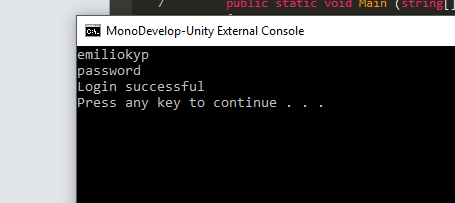 7 public static void Main (string[]
MonoDevelop-Unity External Console
emiliokyp
password
Login successful
Press any key to continue . . .